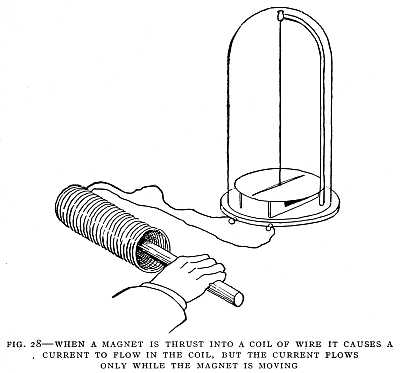 FIG. 28—WHEN A MAGNET IS THRUST INTO A COIL OF WIRE IT CAUSES A
CURRENT TO FLOW IN THE COIL, BUT THE CURRENT FLOWS
ONLY WHILE THE MAGNET IS MOVING